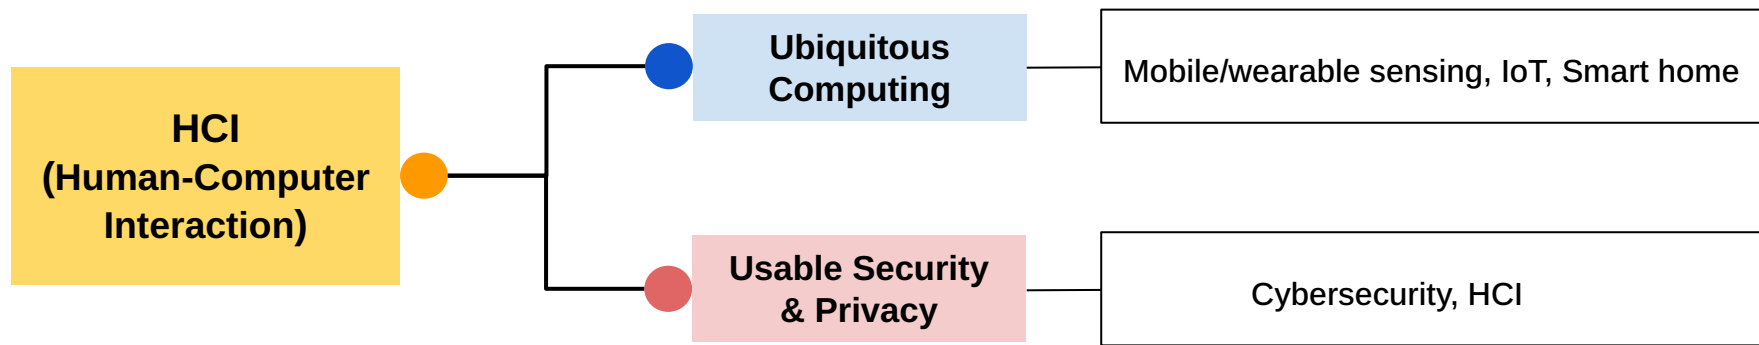 HCI
(Human-Computer
Interaction)
Ubiquitous
Computing
Mobile/wearable sensing, IoT, Smart home
Usable Security
& Privacy
Cybersecurity, HCI